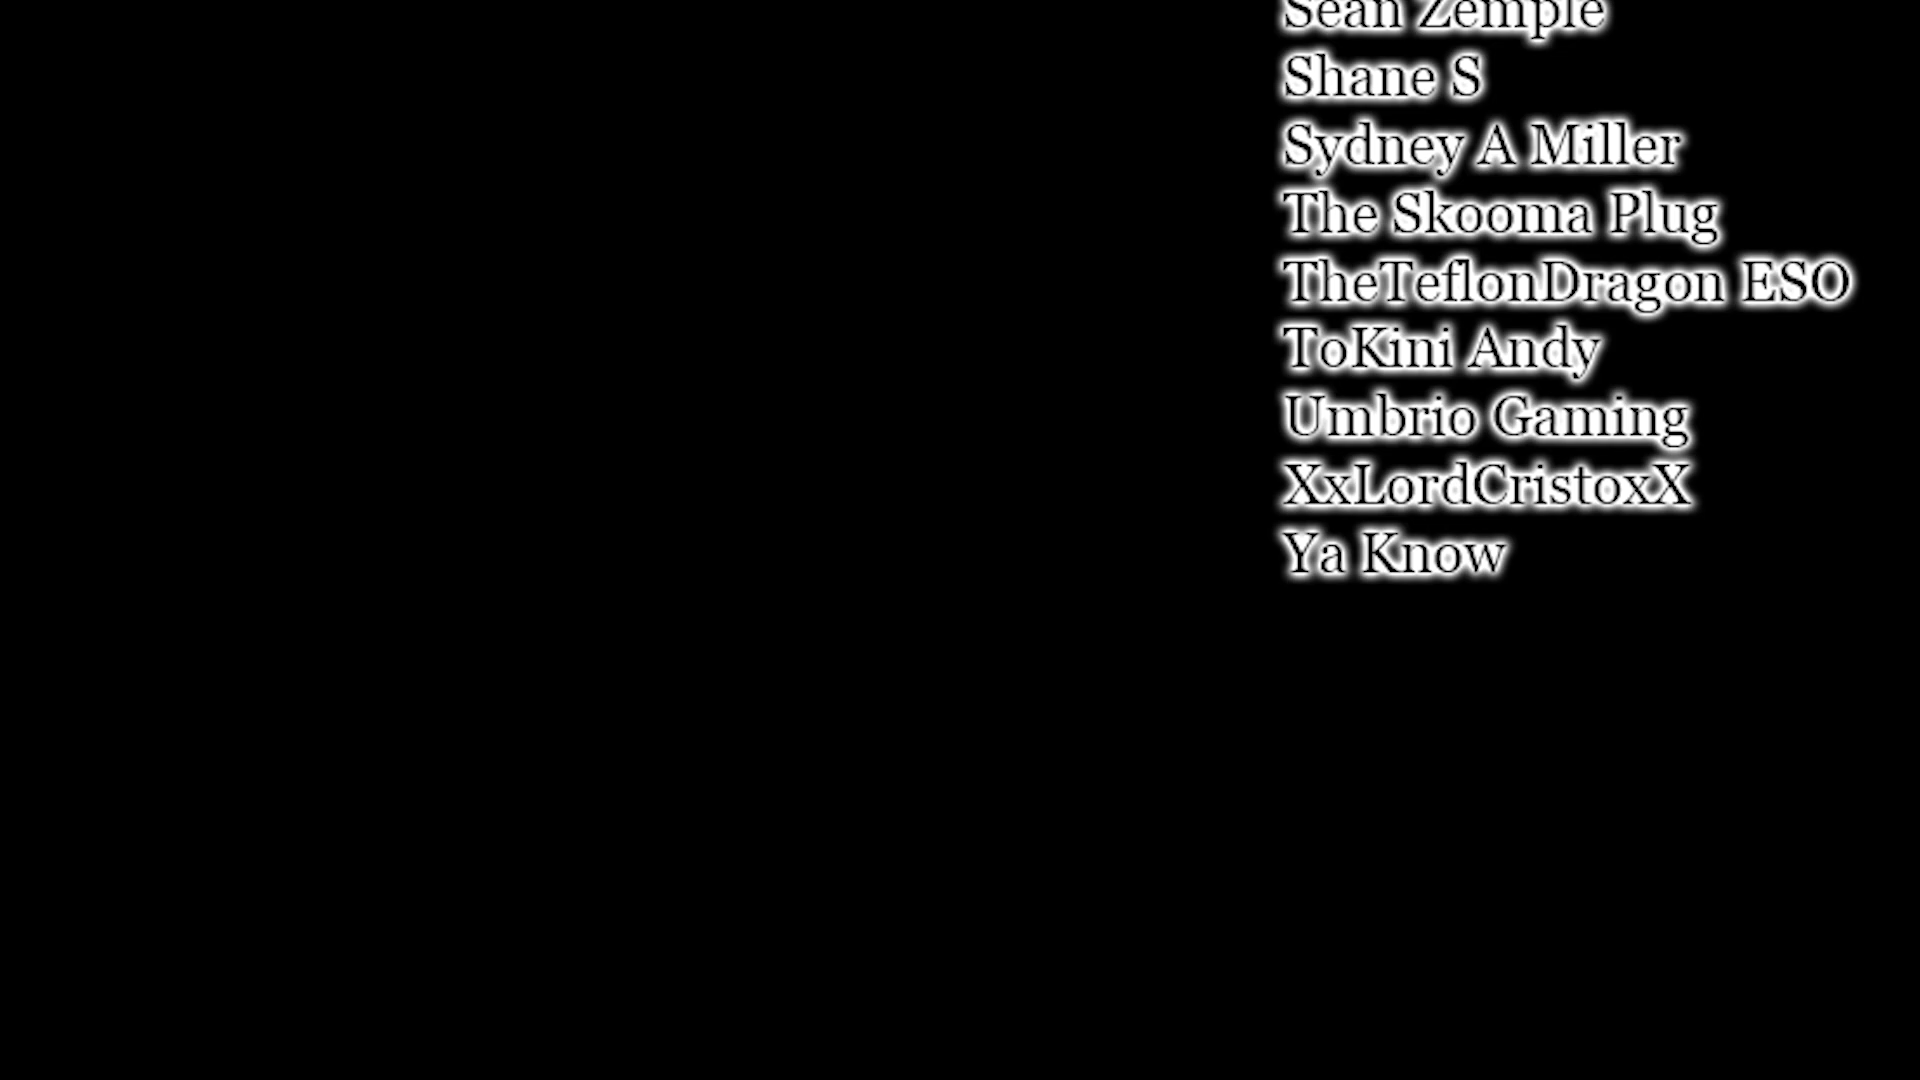 Sean Zemple
Shane S
Sydney A Miller
The Skooma Plug
TheTeflonDragon ESO
ToKini Andy
Umbrio Gaming
XxLordCristoxX
Ya Know